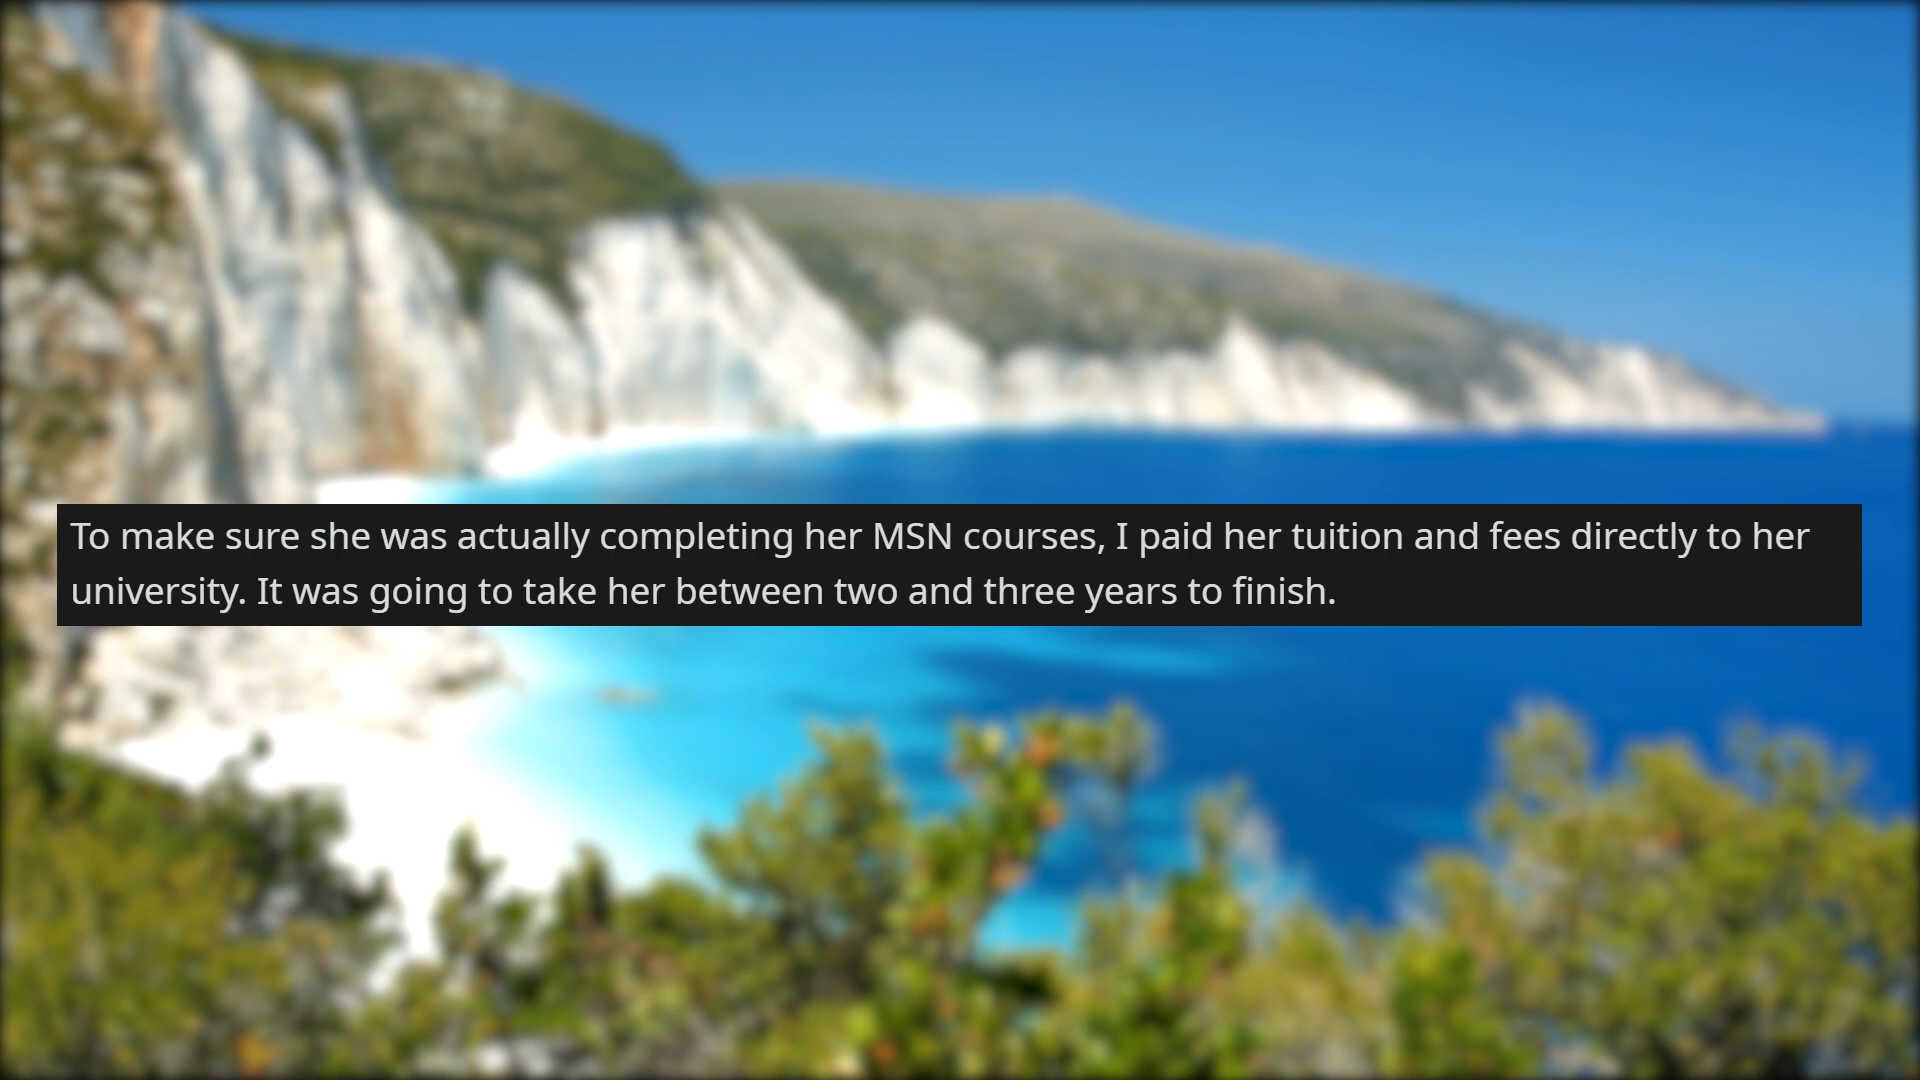 To make sure she was actually completing her MSN courses, I paid her tuition and fees directly to her
university. It was going to take her between two and three years to finish.